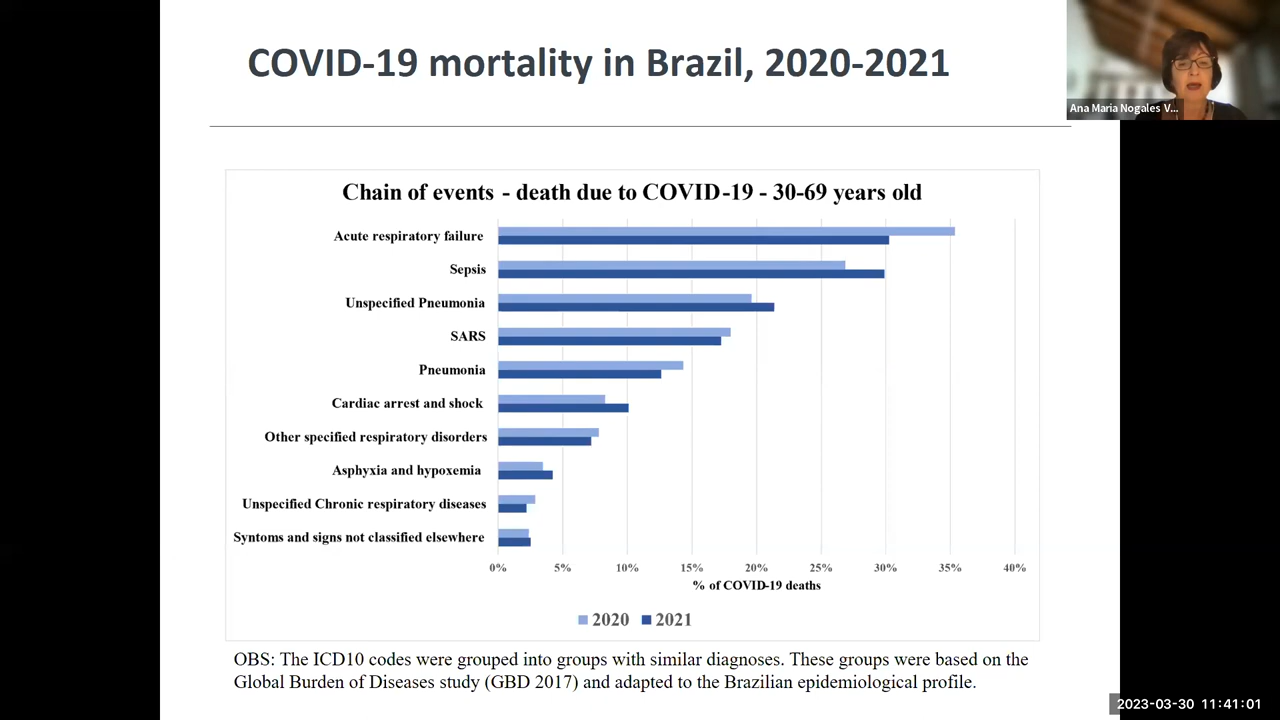 COVID-19 mortality in Brazil, 2020-2021
Ana María Nogales V...
Chain of events - death due to COVID-19 - 30-69 years old
Acute respiratory failure
Sepsis
Unspecified Pneumonia
SARS
Pneumonia
Cardiac arrest and shock
Other specified respiratory disorders
Asphyxia and hypoxemia
Unspecified Chronic respiratory diseases
Syntoms and signs not classified elsewhere
0% 5% 10% 15% 20% 25% 30% 35% 40%
% of COVID-19 deaths
2020 2021
OBS: The ICD10 codes were grouped into groups with similar diagnoses. These groups were based on the
Global Burden of Diseases study (GBD 2017) and adapted to the Brazilian epidemiological profile.
2023-03-30 11:41:01